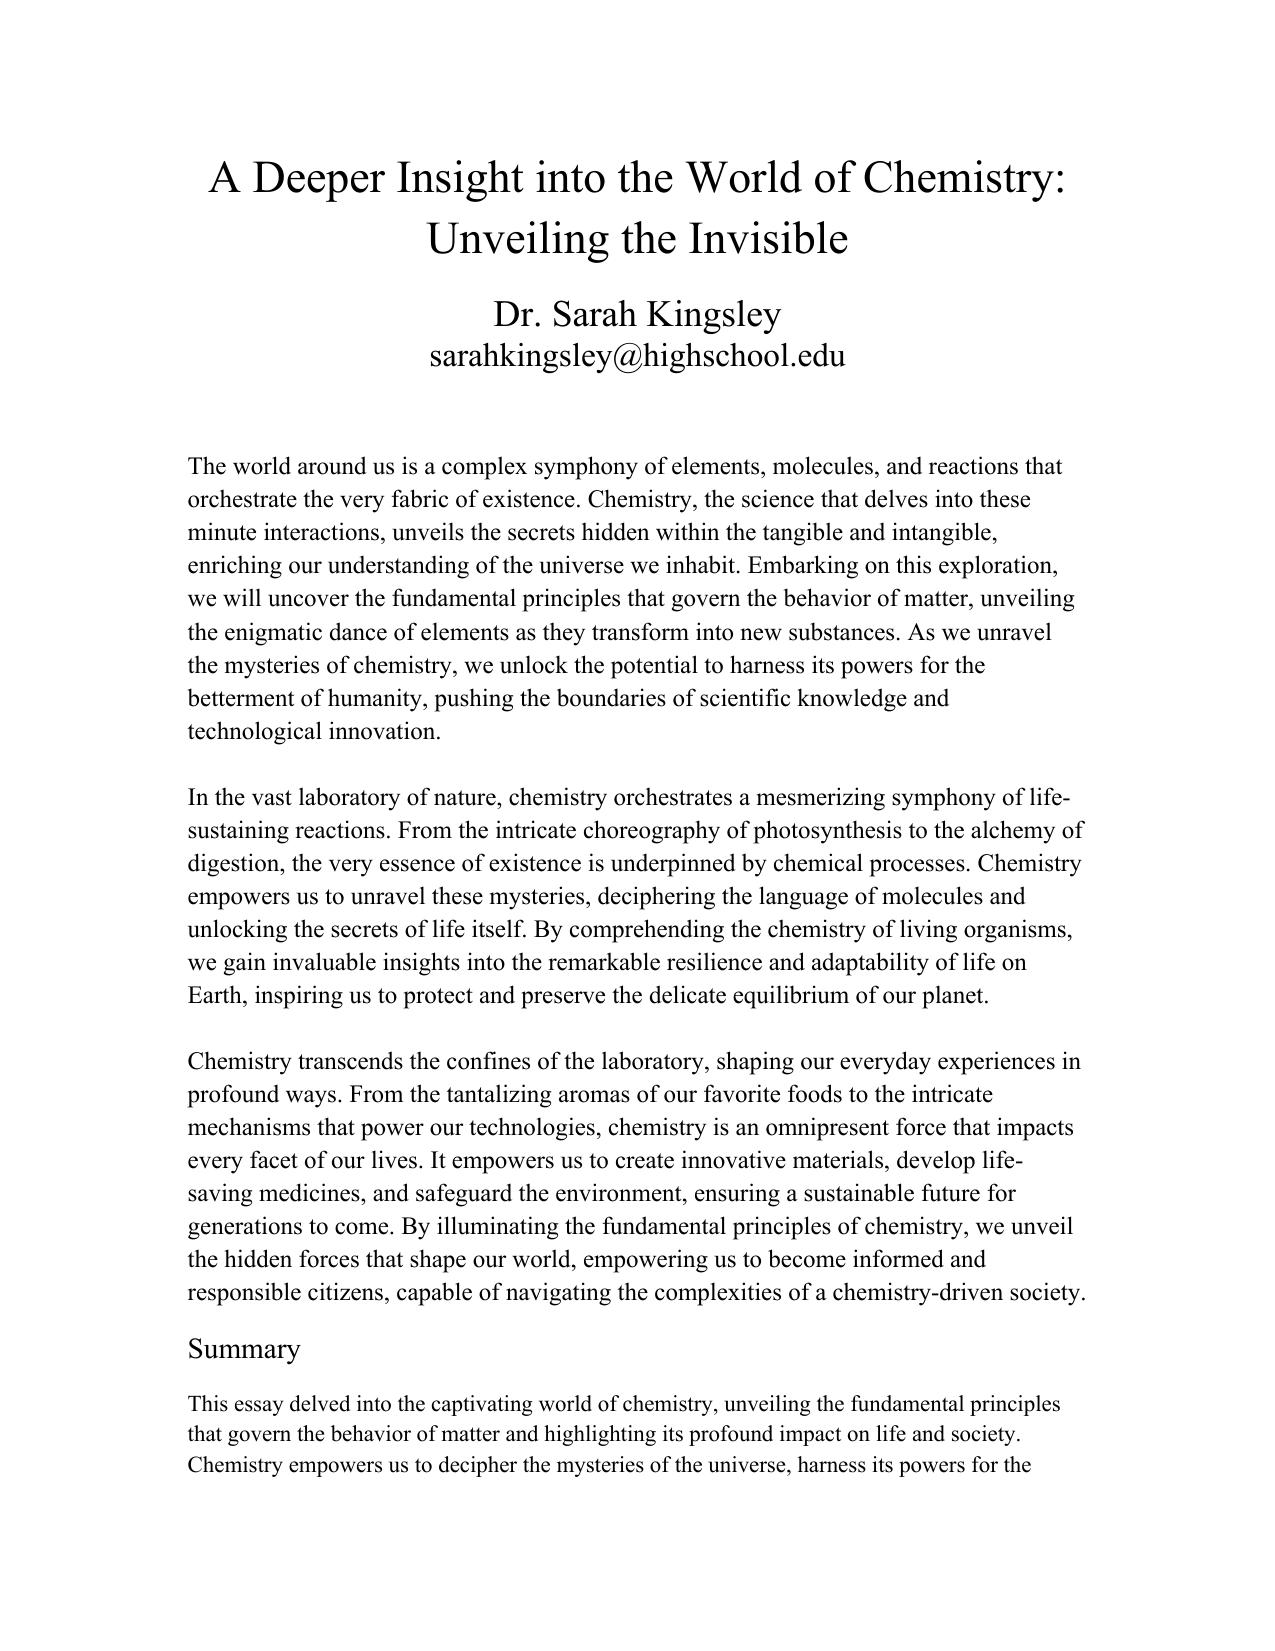 A Deeper Insight into the World of Chemistry:
Unveiling the Invisible
Dr. Sarah Kingsley
sarahkingsley@highschool.edu
The world around us is a complex symphony of elements, molecules, and reactions that
orchestrate the very fabric of existence. Chemistry, the science that delves into these
minute interactions, unveils the secrets hidden within the tangible and intangible,
enriching our understanding of the universe we inhabit. Embarking on this exploration,
we will uncover the fundamental principles that govern the behavior of matter, unveiling
the enigmatic dance of elements as they transform into new substances. As we unravel
the mysteries of chemistry, we unlock the potential to harness its powers for the
betterment of humanity, pushing the boundaries of scientific knowledge and
technological innovation.
In the vast laboratory of nature, chemistry orchestrates a mesmerizing symphony of life-
sustaining reactions. From the intricate choreography of photosynthesis to the alchemy of
digestion, the very essence of existence is underpinned by chemical processes. Chemistry
empowers us to unravel these mysteries, deciphering the language of molecules and
unlocking the secrets of life itself. By comprehending the chemistry of living organisms,
we gain invaluable insights into the remarkable resilience and adaptability of life on
Earth, inspiring us to protect and preserve the delicate equilibrium of our planet.
Chemistry transcends the confines of the laboratory, shaping our everyday experiences in
profound ways. From the tantalizing aromas of our favorite foods to the intricate
mechanisms that power our technologies, chemistry is an omnipresent force that impacts
every facet of our lives. It empowers us to create innovative materials, develop life-
saving medicines, and safeguard the environment, ensuring a sustainable future for
generations to come. By illuminating the fundamental principles of chemistry, we unveil
the hidden forces that shape our world, empowering us to become informed and
responsible citizens, capable of navigating the complexities of a chemistry-driven society.
Summary
This essay delved into the captivating world of chemistry, unveiling the fundamental principles
that govern the behavior of matter and highlighting its profound impact on life and society.
Chemistry empowers us to decipher the mysteries of the universe, harness its powers for the